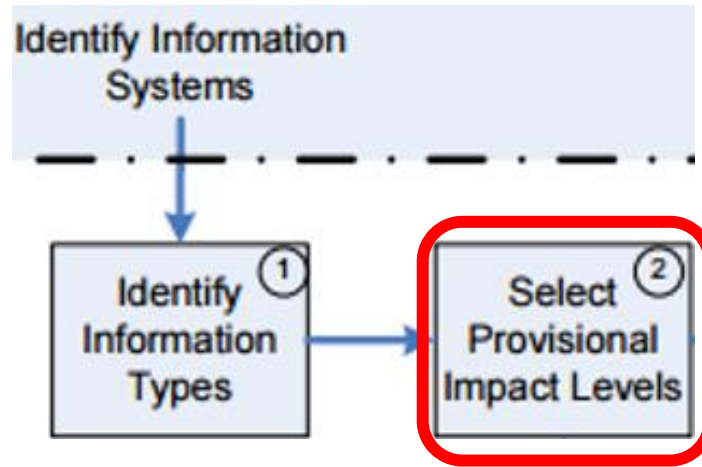 Identify Information
Systems
1
Identify
Information
Types
2
Select
Provisional
Impact Levels